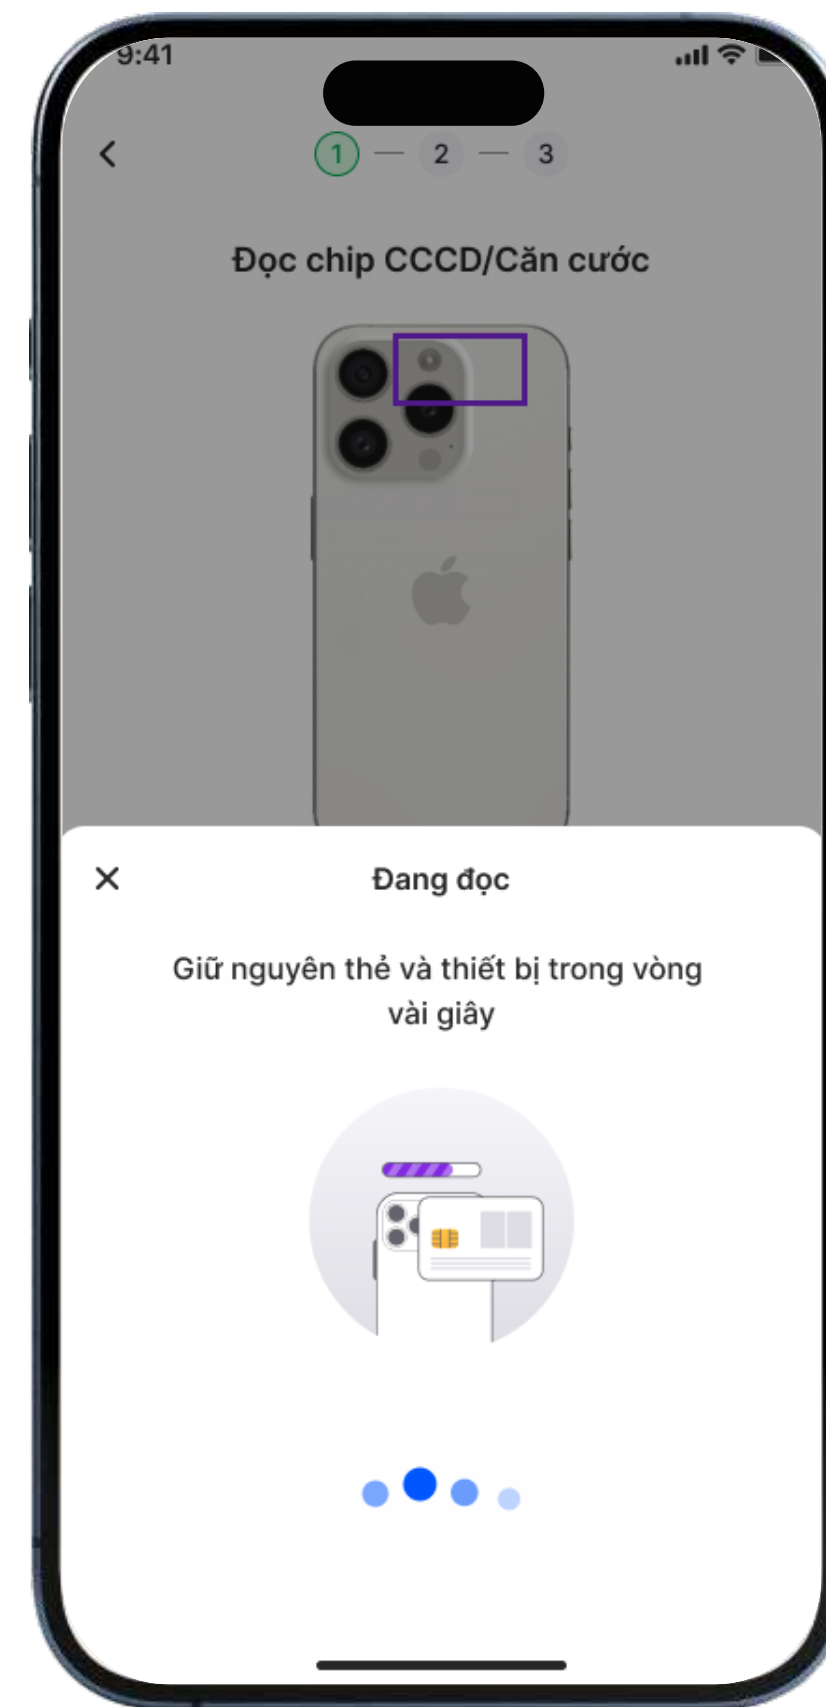 9:41
1 — 2 — 3
Đọc chip CCCD/Căn cước
Đang đọc
Giữ nguyên thẻ và thiết bị trong vòng
vài giây